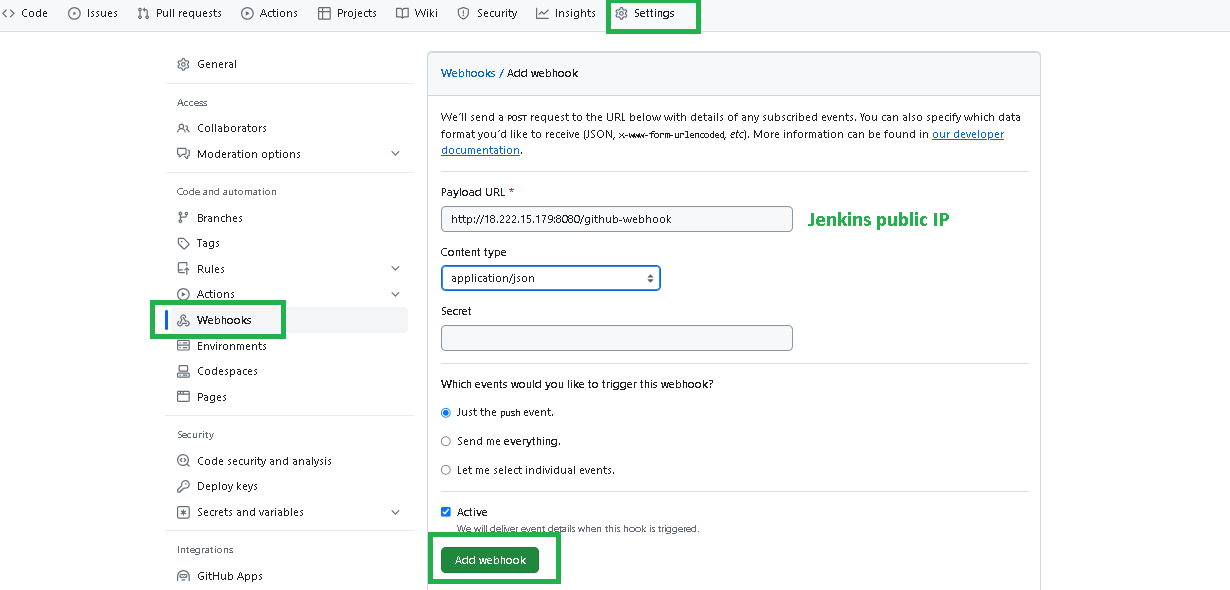 Code Issues Pull requests Actions Projects Wiki Security Insights Settings
General
Access
Collaborators
Moderation options
Code and automation
Branches
Tags
Rules
Actions
Webhooks
Environments
Codespaces
Pages
Security
Code security and analysis
Deploy keys
Secrets and variables
Integrations
GitHub Apps
Webhooks / Add webhook
We'll send a POST request to the URL below with details of any subscribed events. You can also specify which data
format you'd like to receive (JSON, x-www-form-urlencoded, etc). More information can be found in our developer
documentation.
Payload URL *
http://18.222.15.179:8080/github-webhook
Jenkins public IP
Content type
application/json
Secret
Which events would you like to trigger this webhook?
Just the push event.
Send me everything.
Let me select individual events.
Active
We will deliver event details when this hook is triggered.
Add webhook